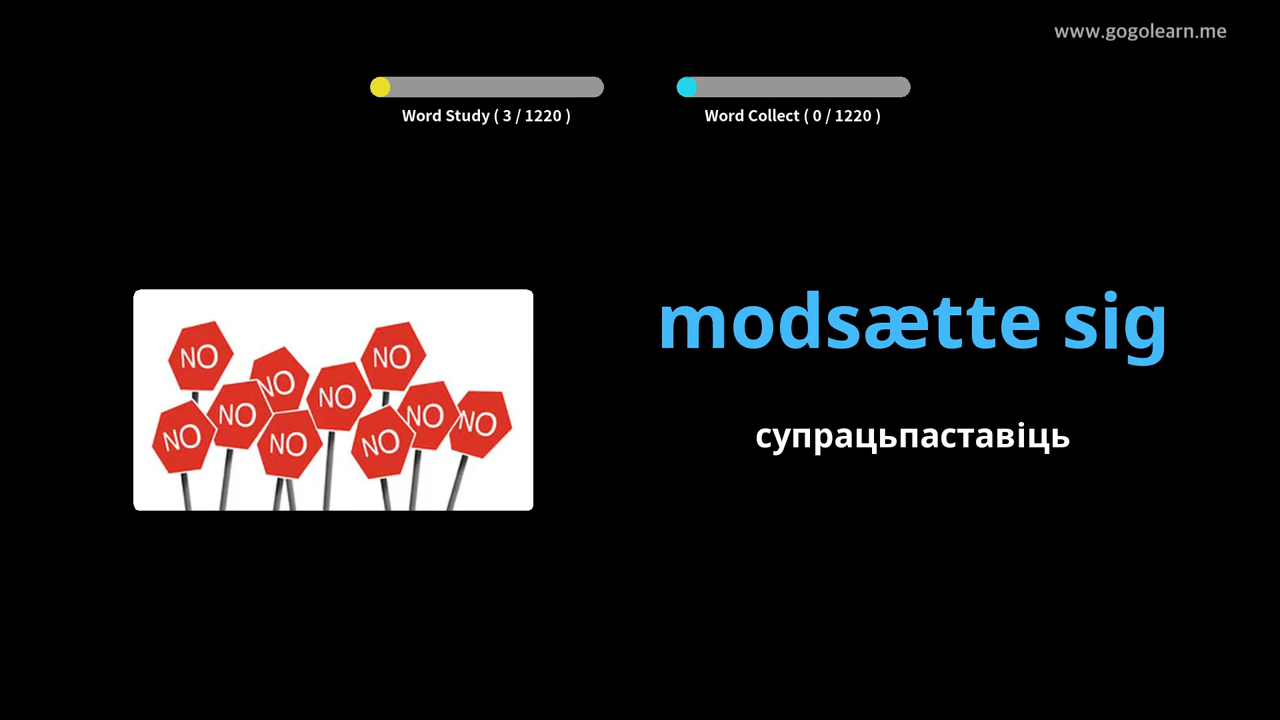 www.gogolearn.me
Word Study ( 3 / 1220 )
Word Collect ( 0 / 1220 )
modsætte sig
супрацьпаставіць
NO
NO
NO
NO
NO
NO
NO
NO
NO
NO